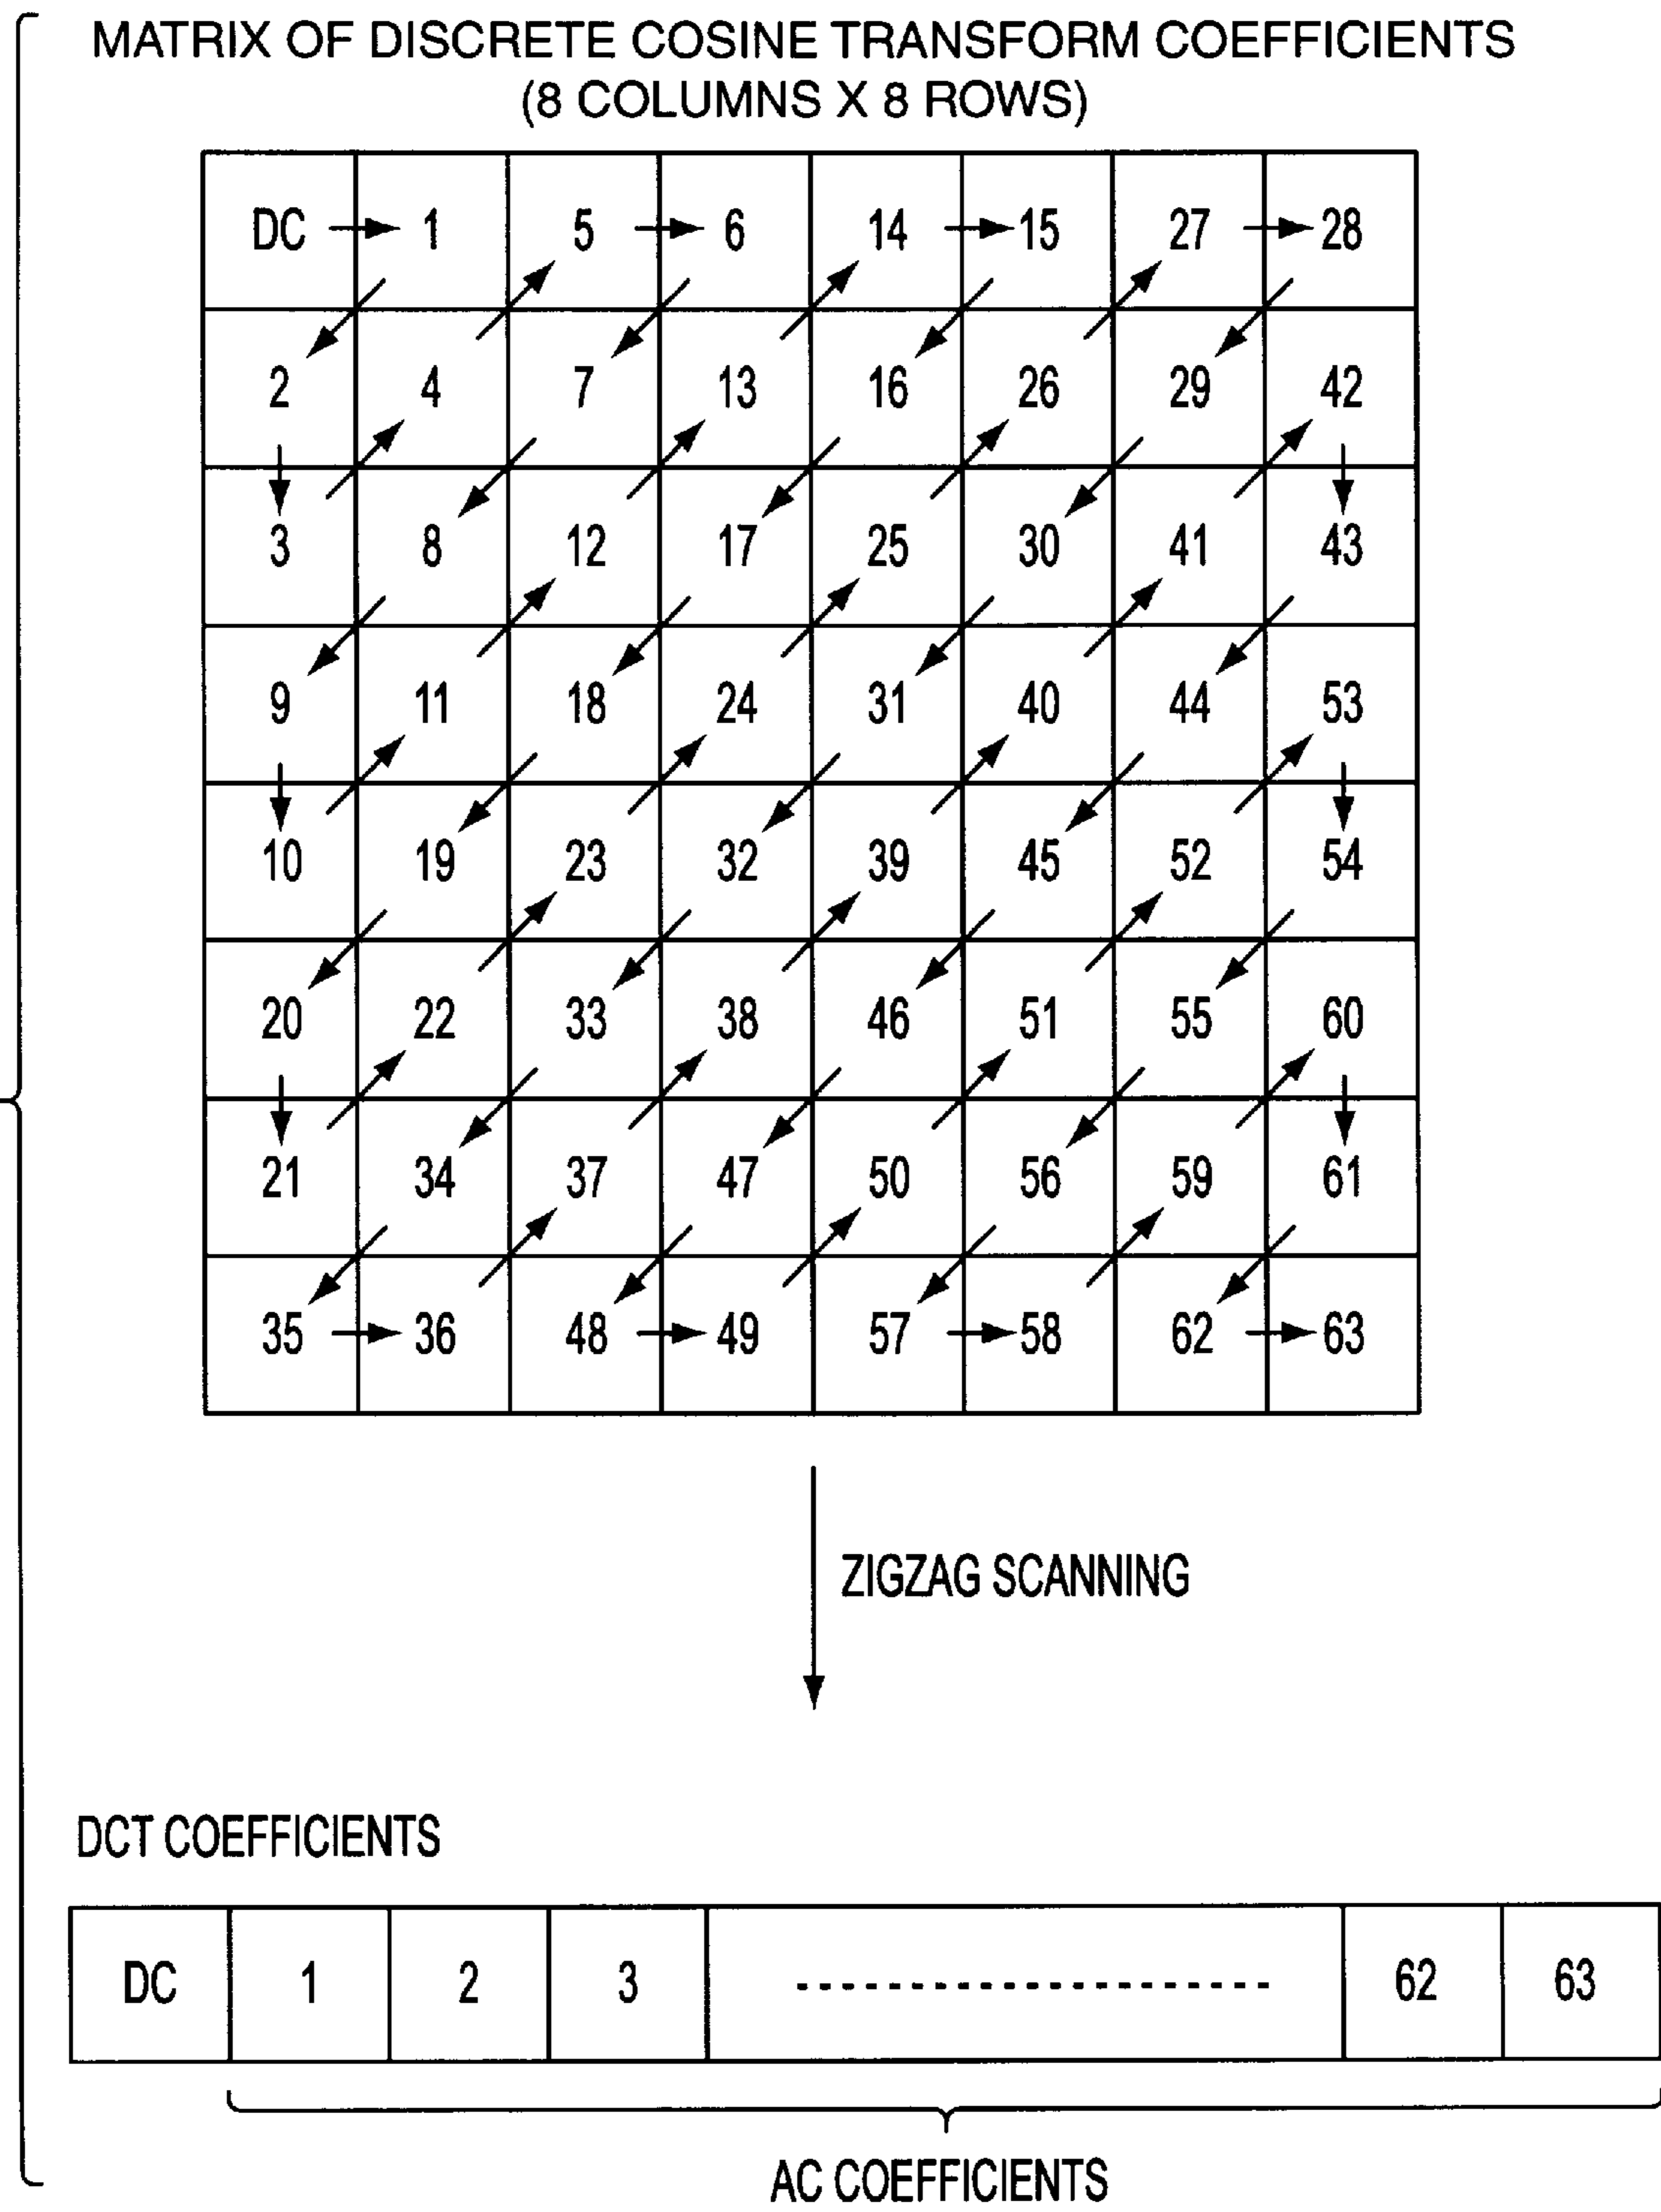 MATRIX OF DISCRETE COSINE TRANSFORM COEFFICIENTS
(8 COLUMNS X 8 ROWS)
DC 1 5 6 14 15 27 28
2 4 7 13 16 26 29 42
3 8 12 17 25 30 41 43
9 11 18 24 31 40 44 53
10 19 23 32 39 45 52 54
20 22 33 38 46 51 55 60
21 34 37 47 50 56 59 61
35 36 48 49 57 58 62 63
ZIGZAG SCANNING
DCT COEFFICIENTS
DC 1 2 3 62 63
AC COEFFICIENTS